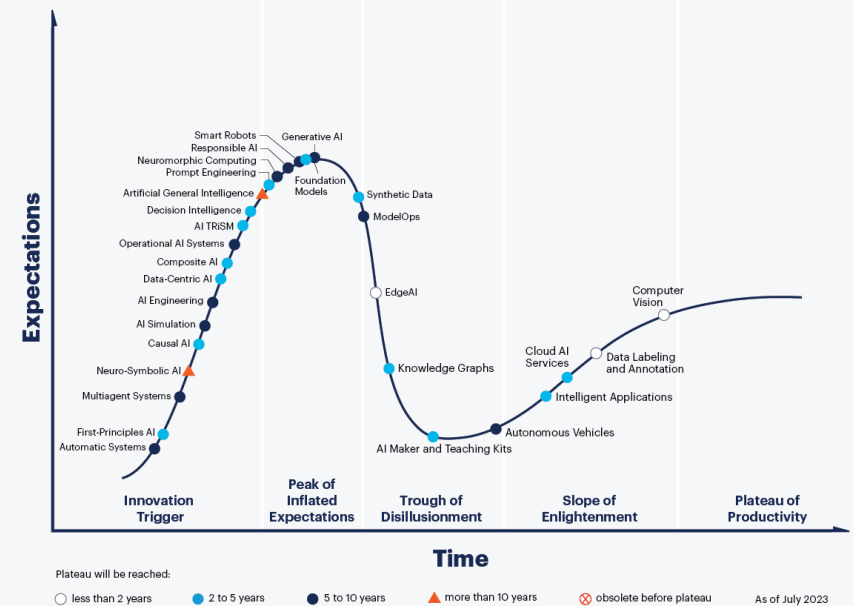 Expectations
Smart Robots
Responsible AI
Neuromorphic Computing
Prompt Engineering
Artificial General Intelligence
Decision Intelligence
AI TRiSM
Operational AI Systems
Composite AI
Data-Centric AI
AI Engineering
AI Simulation
Causal AI
Neuro-Symbolic AI
Multiagent Systems
First-Principles AI
Automatic Systems
Generative AI
Foundation
Models
Synthetic Data
ModelOps
EdgeAI
Knowledge Graphs
AI Maker and Teaching Kits
Autonomous Vehicles
Intelligent Applications
Cloud AI
Services
Data Labeling
and Annotation
Computer
Vision
Innovation
Trigger
Peak of
Inflated
Expectations
Trough of
Disillusionment
Slope of
Enlightenment
Plateau of
Productivity
Time
Plateau will be reached:
less than 2 years
2 to 5 years
5 to 10 years
more than 10 years
obsolete before plateau
As of July 2023